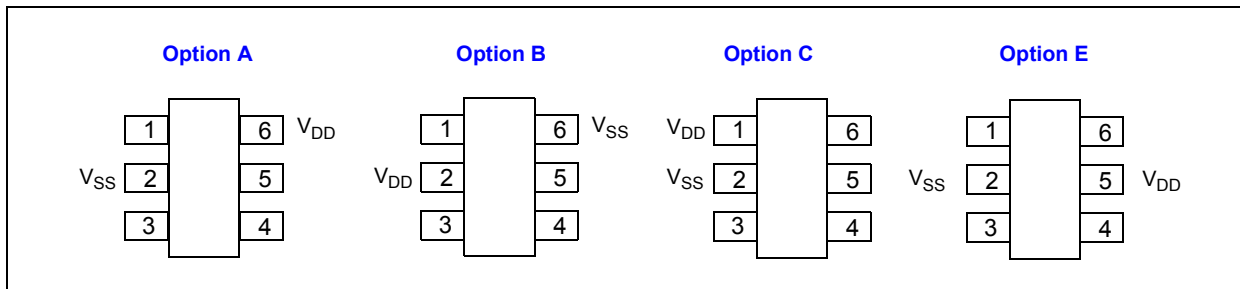 Option A
Option B
Option C
Option E
1 6 VDD
VSS 2 5
3 4
1 6 VSS
VDD 2 5
3 4
VDD 1 6
VSS 2 5
3 4
1 6
VSS 2 5 VDD
3 4